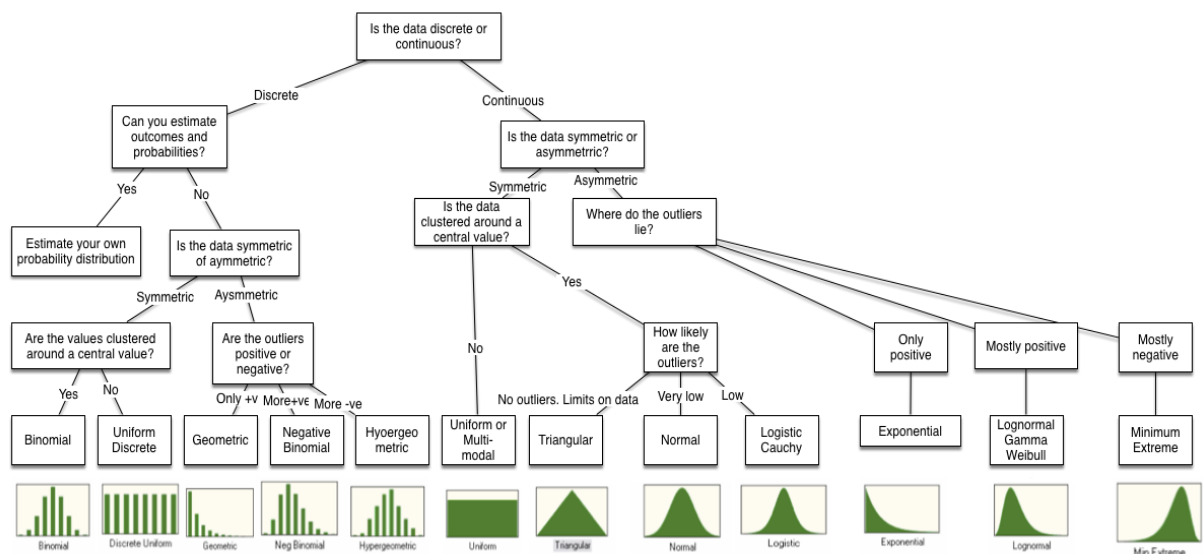 Is the data discrete or
continuous?
Discrete
Continuous
Can you estimate
outcomes and
probabilities?
Is the data symmetric or
asymmetrric?
Yes
No
Symmetric
Asymmetric
Estimate your own
probability distribution
Is the data symmetric
of aymmetric?
Is the data
clustered around a
central value?
Where do the outliers
lie?
Symmetric
Aysmmetric
Yes
No
Are the values clustered
around a central value?
Are the outliers
positive or
negative?
How likely
are the
outliers?
Only
positive
Mostly positive
Mostly
negative
Yes
No
Only +v
More+ve
More -ve
No outliers. Limits on data
Very low
Low
Binomial
Uniform
Discrete
Geometric
Negative
Binomial
Hyoergeo
metric
Uniform or
Multi-
modal
Triangular
Normal
Logistic
Cauchy
Exponential
Lognormal
Gamma
Weibull
Minimum
Extreme
Binomial
Discrete Uniform
Geometric
Neg Binomial
Hypergeometric
Uniform
Triangular
Normal
Logistic
Exponential
Lognormal
Min Extreme